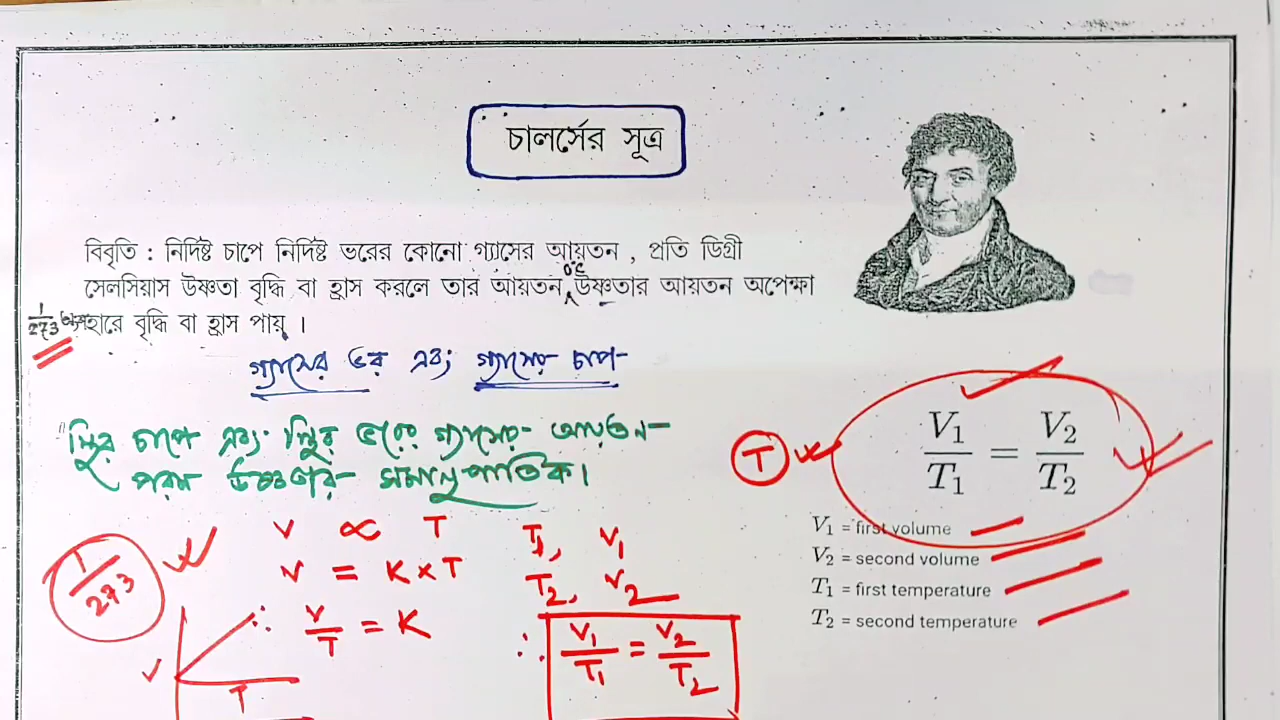 চালর্সের সূত্র
বিবৃতি : নির্দিষ্ট চাপে নির্দিষ্ট ভরের কোনো গ্যাসের আয়তন , প্রতি ডিগ্রী
0°C
সেলসিয়াস উষ্ণতা বৃদ্ধি বা হ্রাস করলে তার আয়তন উষ্ণতার আয়তন অপেক্ষা
1/273 হারে বৃদ্ধি বা হ্রাস পায় ।
গ্যাসের ভর এবং গ্যাসের চাপ
স্থির চাপে এবং স্থির ভরের গ্যাসের আয়তন
পরম উষ্ণতার সমানুপাতিক।
T
V1/T1 = V2/T2
V1 = first volume
V2 = second volume
T1 = first temperature
T2 = second temperature
1/273
V ∝ T
V = K×T
∴ V/T = K
T1, V1
T2, V2
∴ V1/T1 = V2/T2
V
T